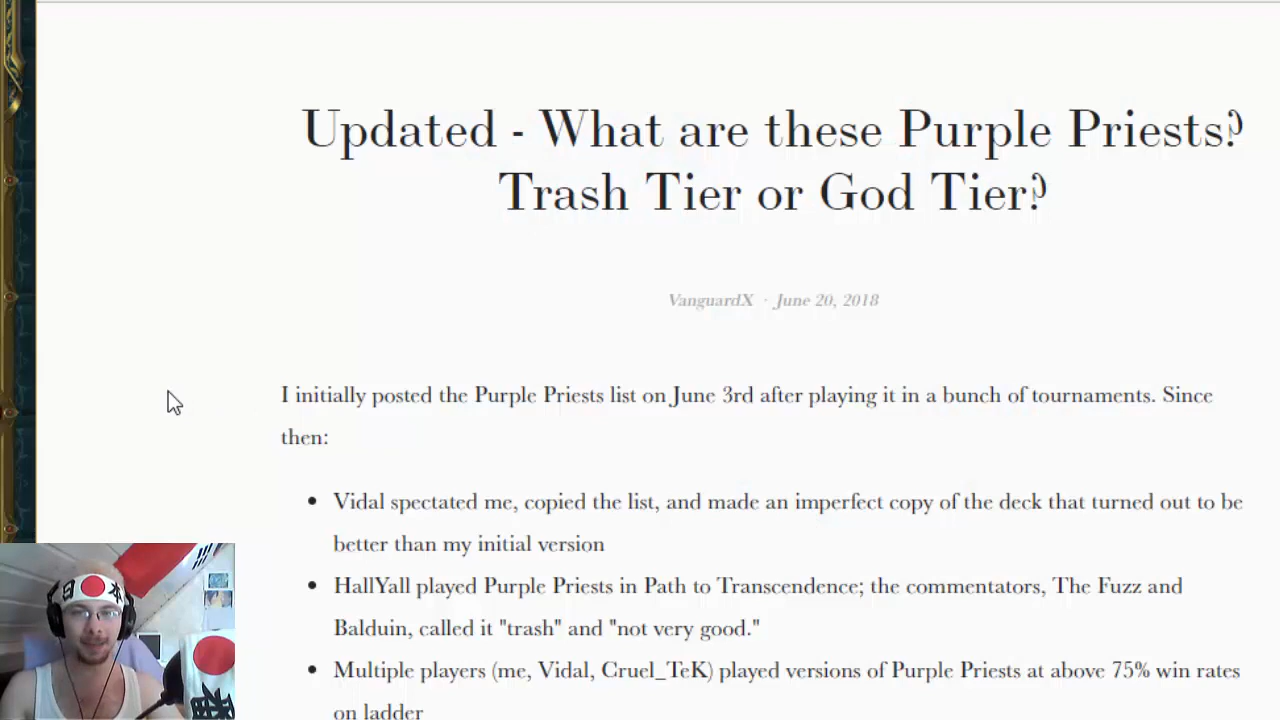 Updated - What are these Purple Priests?
Trash Tier or God Tier?
VanguardX · June 20, 2018
I initially posted the Purple Priests list on June 3rd after playing it in a bunch of tournaments. Since
then:
Vidal spectated me, copied the list, and made an imperfect copy of the deck that turned out to be
better than my initial version
HallYall played Purple Priests in Path to Transcendence; the commentators, The Fuzz and
Balduin, called it "trash" and "not very good."
Multiple players (me, Vidal, Cruel_TeK) played versions of Purple Priests at above 75% win rates
on ladder
日本